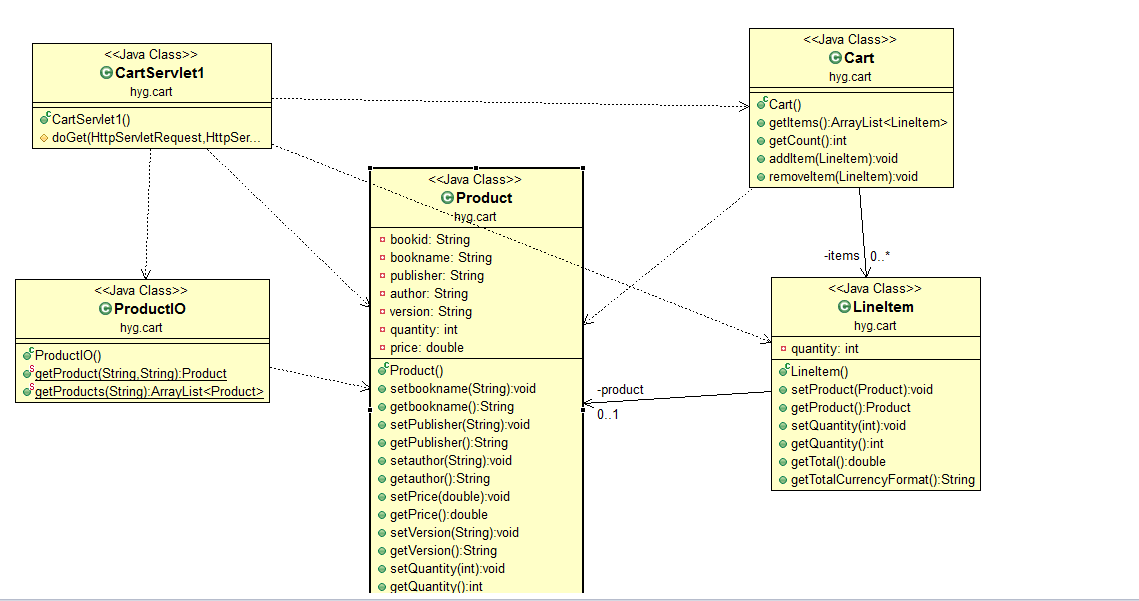 <<Java Class>>
CartServlet1
hyg.cart
CartServlet1()
doGet(HttpServletRequest,HttpSer...
<<Java Class>>
Cart
hyg.cart
Cart()
getItems():ArrayList<LineItem>
getCount():int
addItem(LineItem):void
removeItem(LineItem):void
<<Java Class>>
Product
hyg.cart
bookid: String
bookname: String
publisher: String
author: String
version: String
quantity: int
price: double
Product()
setbookname(String):void
getbookname():String
setPublisher(String):void
getPublisher():String
setauthor(String):void
getauthor():String
setPrice(double):void
getPrice():double
setVersion(String):void
getVersion():String
setQuantity(int):void
getQuantity():int
<<Java Class>>
ProductIO
hyg.cart
ProductIO()
getProduct(String,String):Product
getProducts(String):ArrayList<Product>
-items 0..*
<<Java Class>>
LineItem
hyg.cart
quantity: int
LineItem()
setProduct(Product):void
getProduct():Product
setQuantity(int):void
getQuantity():int
getTotal():double
getTotalCurrencyFormat():String
-product
0..1